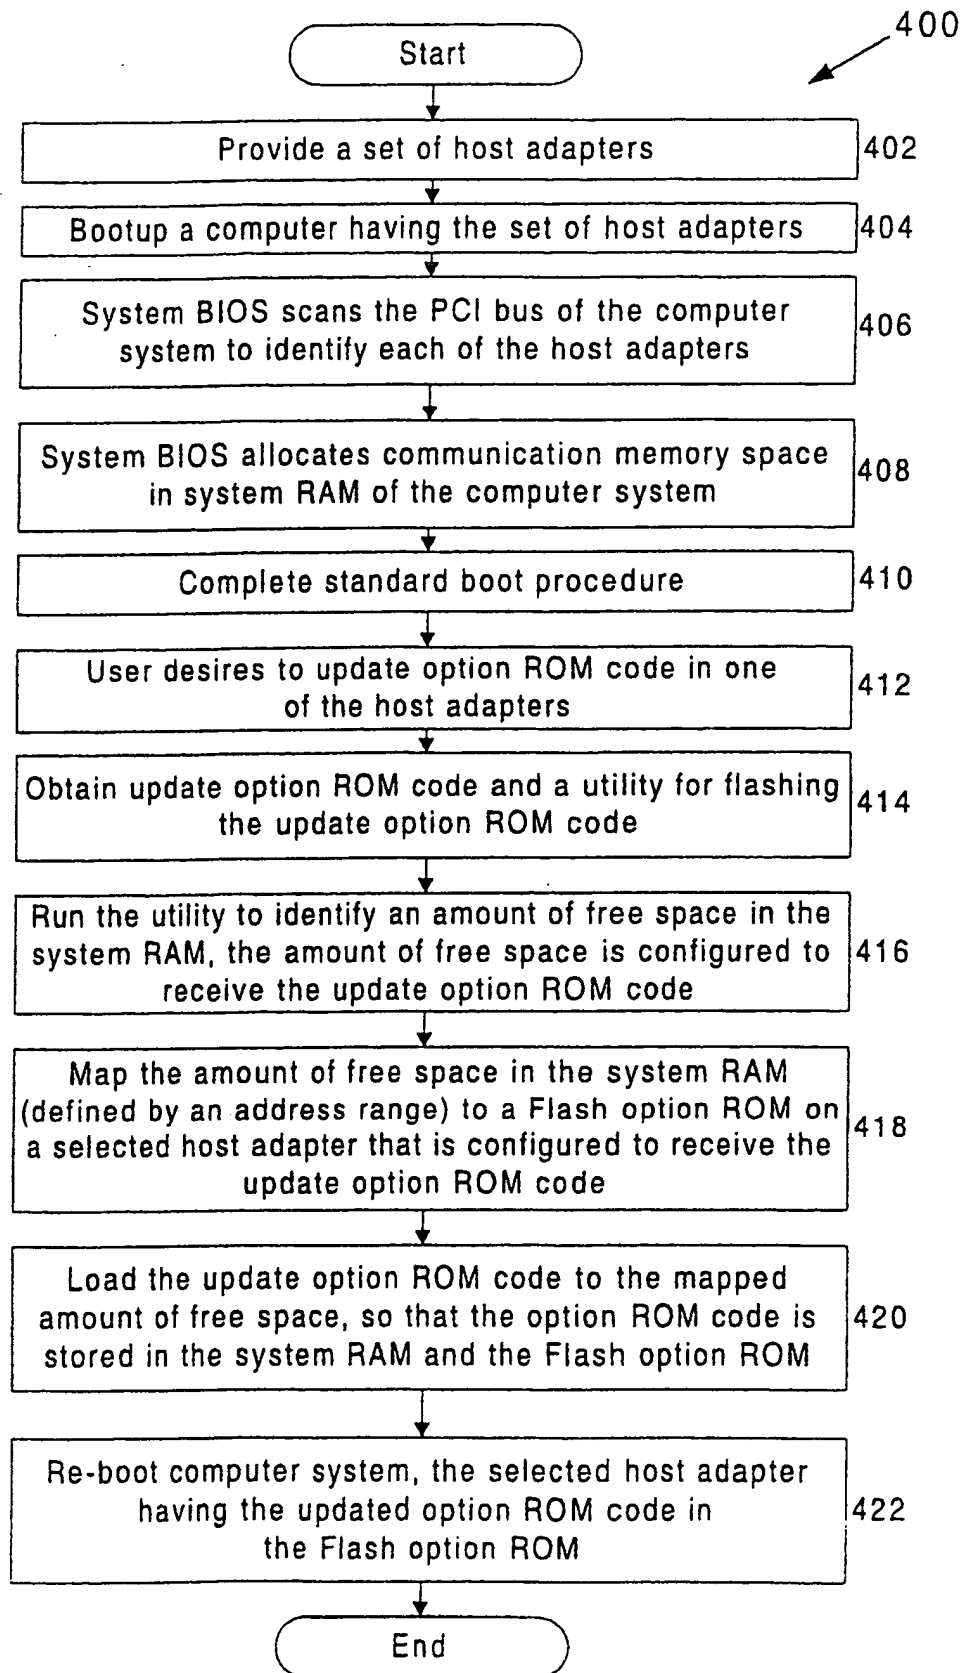 400
Start
Provide a set of host adapters
402
Bootup a computer having the set of host adapters
404
System BIOS scans the PCI bus of the computer
system to identify each of the host adapters
406
System BIOS allocates communication memory space
in system RAM of the computer system
408
Complete standard boot procedure
410
User desires to update option ROM code in one
of the host adapters
412
Obtain update option ROM code and a utility for flashing
the update option ROM code
414
Run the utility to identify an amount of free space in the
system RAM, the amount of free space is configured to
receive the update option ROM code
416
Map the amount of free space in the system RAM
(defined by an address range) to a Flash option ROM on
a selected host adapter that is configured to receive the
update option ROM code
418
Load the update option ROM code to the mapped
amount of free space, so that the option ROM code is
stored in the system RAM and the Flash option ROM
420
Re-boot computer system, the selected host adapter
having the updated option ROM code in
the Flash option ROM
422
End